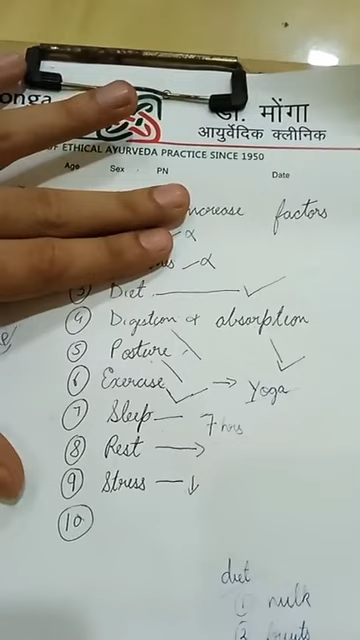 onga
डॉ. मोंगा
आयुर्वेदिक क्लीनिक
OF ETHICAL AYURVEDA PRACTICE SINCE 1950
Age Sex PN Date
increase factors
③ Diet
④ Digestion & absorption
⑤ Posture
⑥ Exercise → Yoga
⑦ Sleep — 7 hrs
⑧ Rest →
⑨ Stress — ↓
⑩
diet
① milk
② fruits